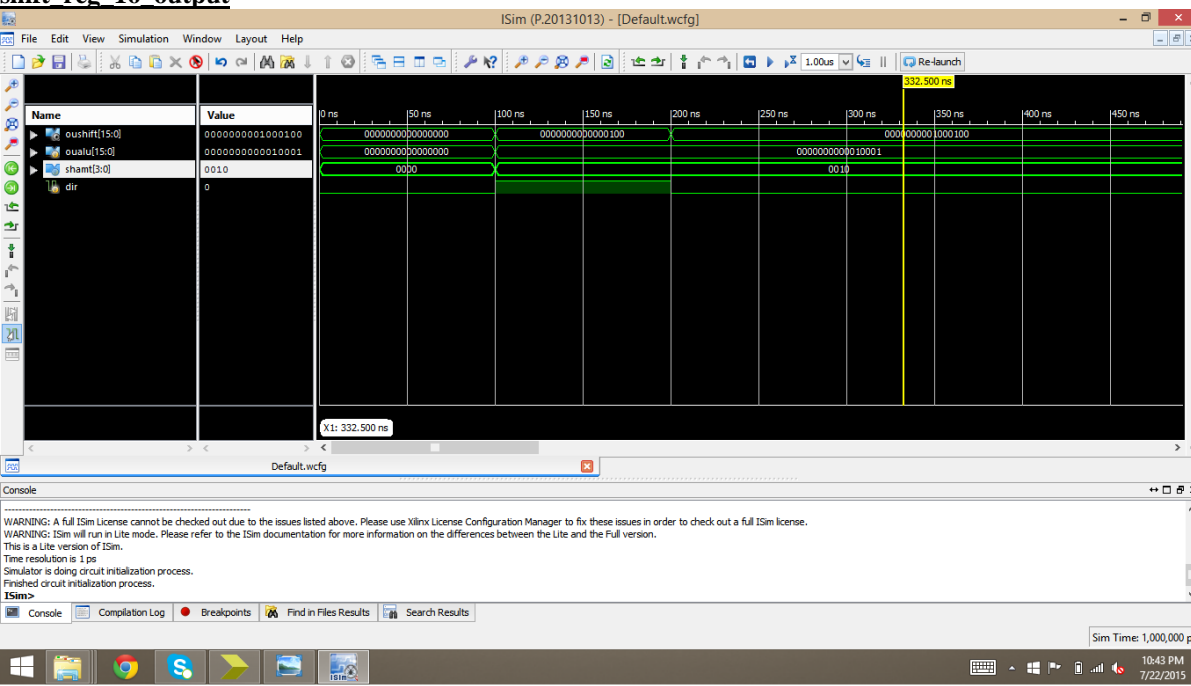 shift_reg_16_output
ISim (P.20131013) - [Default.wcfg]
File Edit View Simulation Window Layout Help
1.00us Re-launch
332.500 ns
Name Value
0 ns 50 ns 100 ns 150 ns 200 ns 250 ns 300 ns 350 ns 400 ns 450 ns
oushift[15:0] 0000000001000100 0000000000000000 0000000000000100 0000000001000100
oualu[15:0] 0000000000010001 0000000000000000 0000000000010001
shamt[3:0] 0010 0000 0010
dir 0
X1: 332.500 ns
Default.wcfg
Console
WARNING: A full ISim License cannot be checked out due to the issues listed above. Please use Xilinx License Configuration Manager to fix these issues in order to check out a full ISim license.
WARNING: ISim will run in Lite mode. Please refer to the ISim documentation for more information on the differences between the Lite and the Full version.
This is a Lite version of ISim.
Time resolution is 1 ps
Simulator is doing circuit initialization process.
Finished circuit initialization process.
ISim>
Console Compilation Log Breakpoints Find in Files Results Search Results
Sim Time: 1,000,000 p
10:43 PM
7/22/2015